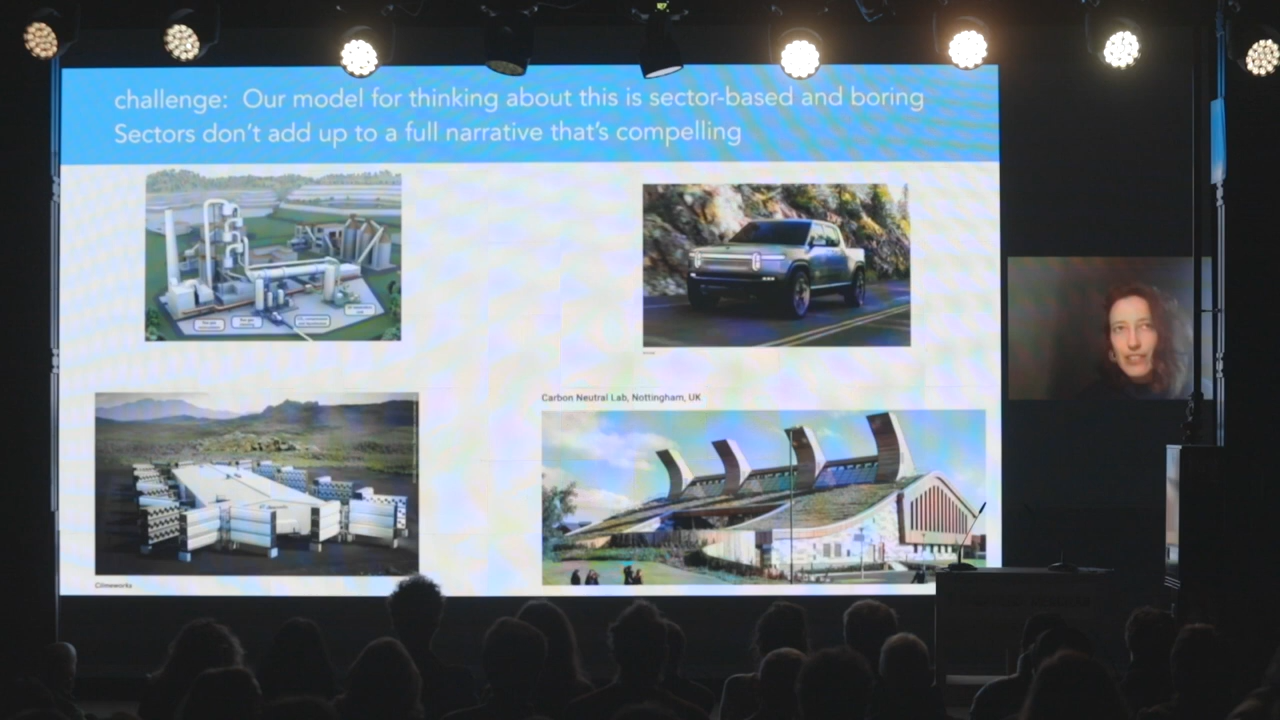 challenge: Our model for thinking about this is sector-based and boring
Sectors don't add up to a full narrative that's compelling
Carbon Neutral Lab, Nottingham, UK
Climeworks